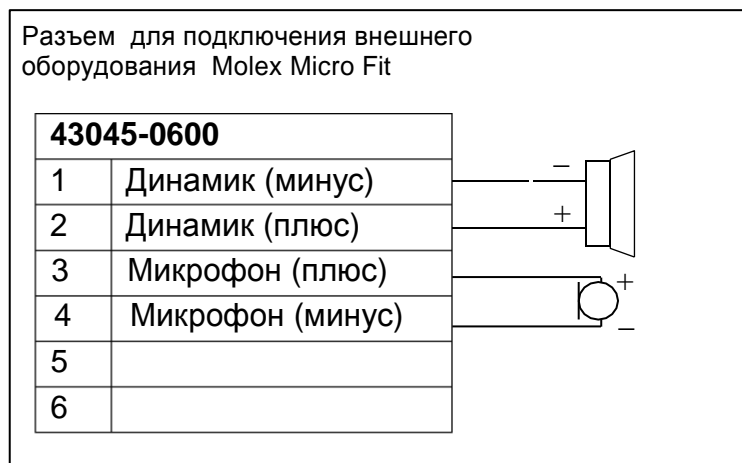 Разъем для подключения внешнего
оборудования Molex Micro Fit
43045-0600
1 Динамик (минус)
2 Динамик (плюс)
3 Микрофон (плюс)
4 Микрофон (минус)
5
6
−
+
+
−